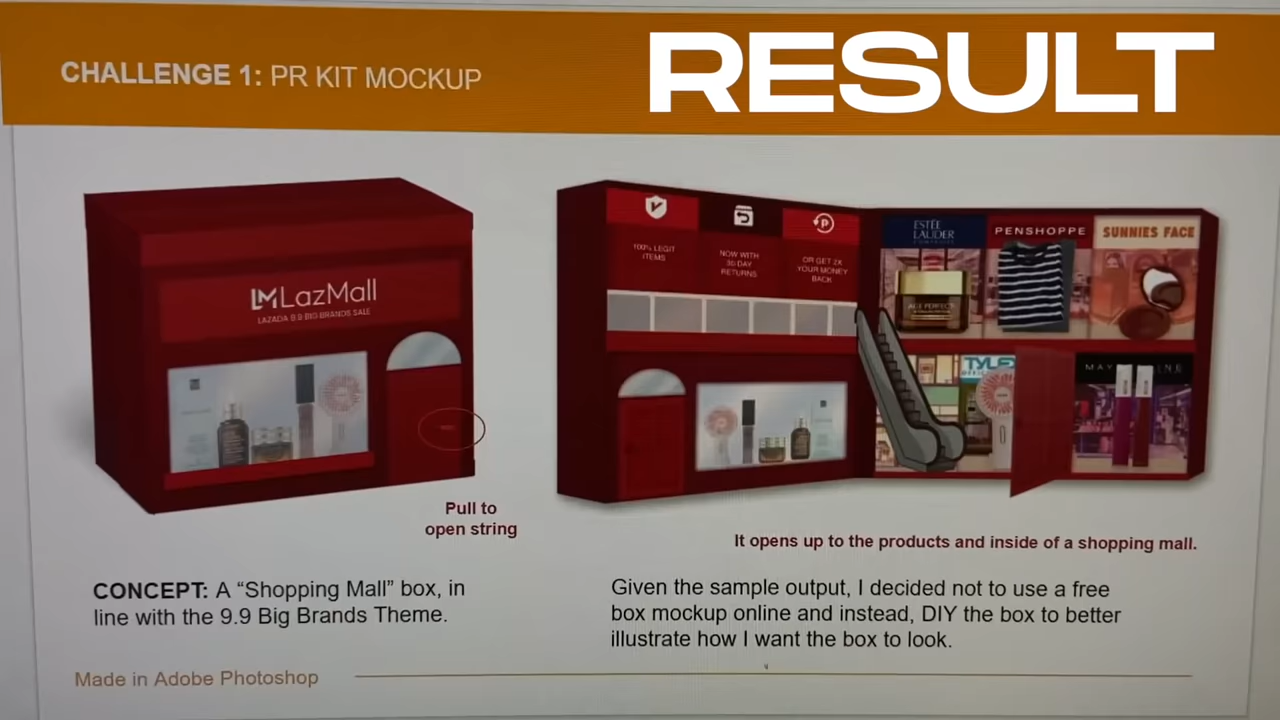 CHALLENGE 1: PR KIT MOCKUP
RESULT
LM LazMall
LAZADA 9.9 BIG BRANDS SALE
Pull to
open string
100% LEGIT
ITEMS
NOW WITH
30 DAY
RETURNS
OR GET 2X
YOUR MONEY
BACK
ESTĒE
LAUDER
PENSHOPPE
SUNNIES FACE
AGE PERFECT
It opens up to the products and inside of a shopping mall.
CONCEPT: A “Shopping Mall” box, in
line with the 9.9 Big Brands Theme.
Given the sample output, I decided not to use a free
box mockup online and instead, DIY the box to better
illustrate how I want the box to look.
Made in Adobe Photoshop